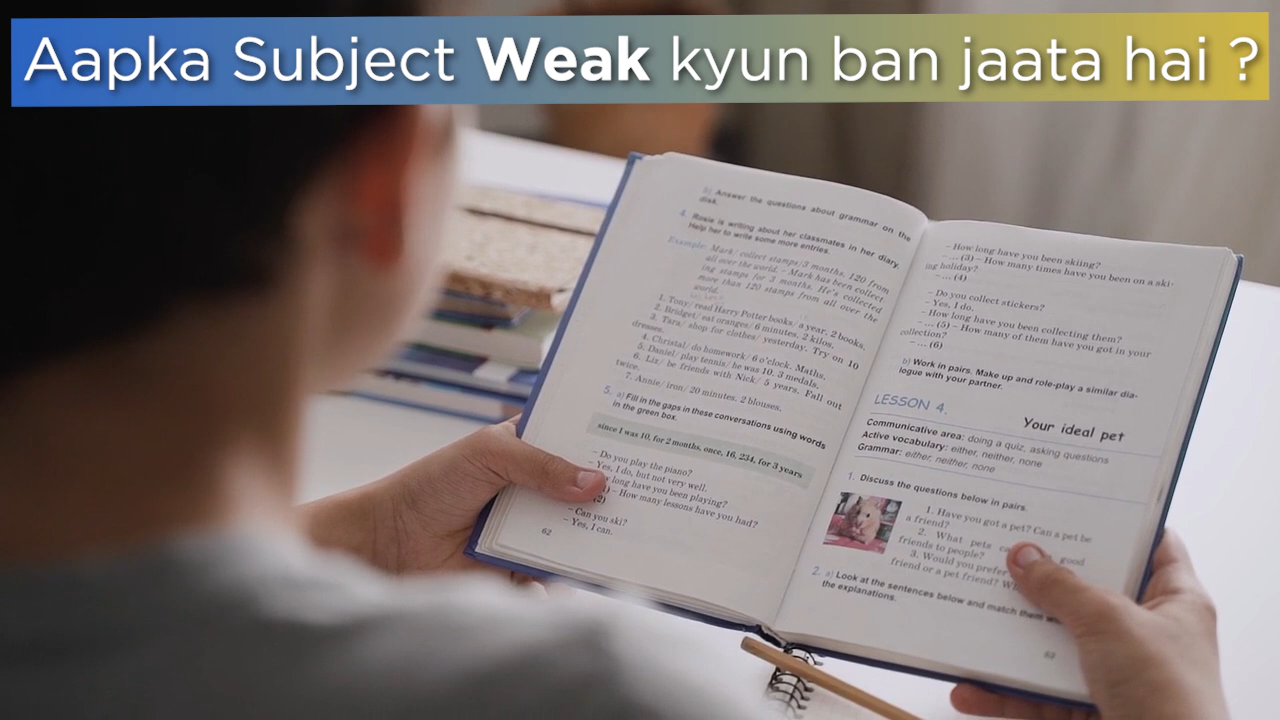 Aapka Subject Weak kyun ban jaata hai ?
b) Answer the questions about grammar on the
disk.
4. Rosie is writing about her classmates in her diary.
Help her to write some more entries.
Example: Mark/ collect stamps/3 months, 120 from
all over the world. – Mark has been collect-
ing stamps for 3 months. He's collected
more than 120 stamps from all over the
world.
1. Tony/ read Harry Potter books/ a year, 2 books.
2. Bridget/ eat oranges/ 6 minutes, 2 kilos.
3. Tara/ shop for clothes/ yesterday. Try on 10
dresses.
4. Christal/ do homework/ 6 o'clock. Maths.
5. Daniel/ play tennis/ he was 10, 3 medals.
6. Liz/ be friends with Nick/ 5 years. Fall out
twice.
7. Annie/ iron/ 20 minutes, 2 blouses.
5. a) Fill in the gaps in these conversations using words
in the green box.
since I was 10, for 2 months, once, 16, 234, for 3 years
– Do you play the piano?
– Yes, I do, but not very well.
long have you been playing?
– How many lessons have you had?
(2)
– Can you ski?
– Yes, I can.
62
– How long have you been skiing?
– ... (3) – How many times have you been on a ski-
ing holiday?
– ... (4)
– Do you collect stickers?
– Yes, I do.
– How long have you been collecting them?
– ... (5) – How many of them have you got in your
collection?
– ... (6)
b) Work in pairs. Make up and role-play a similar dia-
logue with your partner.
LESSON 4.
Your ideal pet
Communicative area: doing a quiz, asking questions
Active vocabulary: either, neither, none
Grammar: either, neither, none
1. Discuss the questions below in pairs.
1. Have you got a pet? Can a pet be
a friend?
2. What pets good
friends to people?
3. Would you prefer
friend or a pet friend?
2. a) Look at the sentences below and match them
the explanations.
63